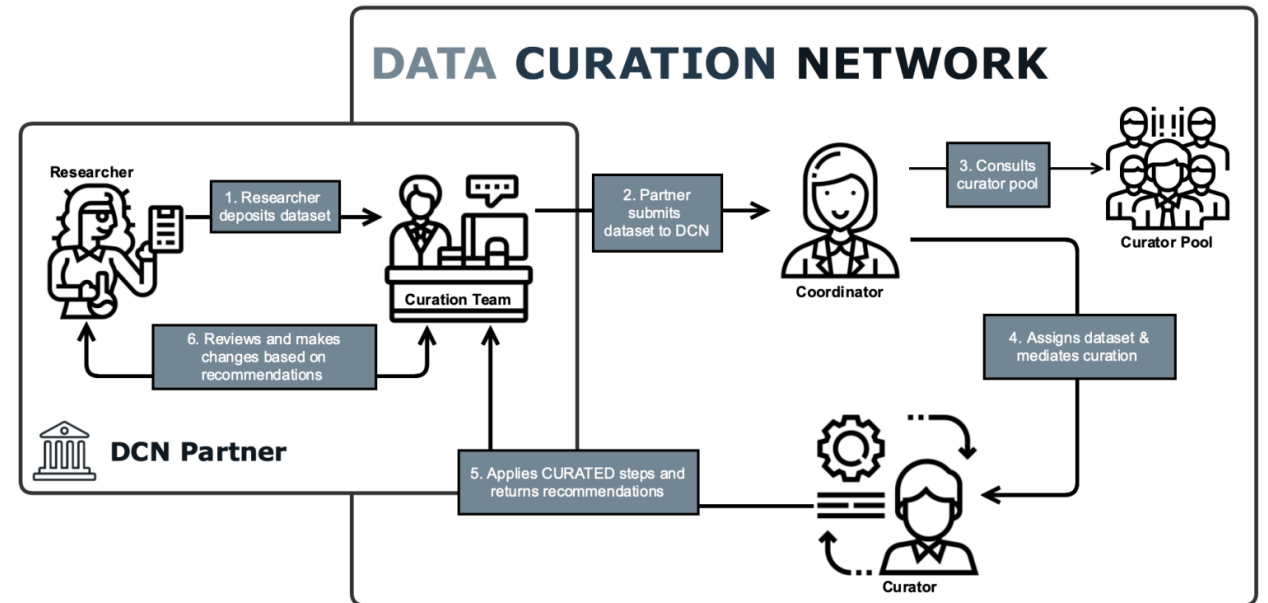 DATA CURATION NETWORK
Researcher
1. Researcher
deposits dataset
Curation Team
2. Partner
submits
dataset to DCN
Coordinator
3. Consults
curator pool
Curator Pool
4. Assigns dataset &
mediates curation
Curator
5. Applies CURATED steps and
returns recommendations
6. Reviews and makes
changes based on
recommendations
DCN Partner